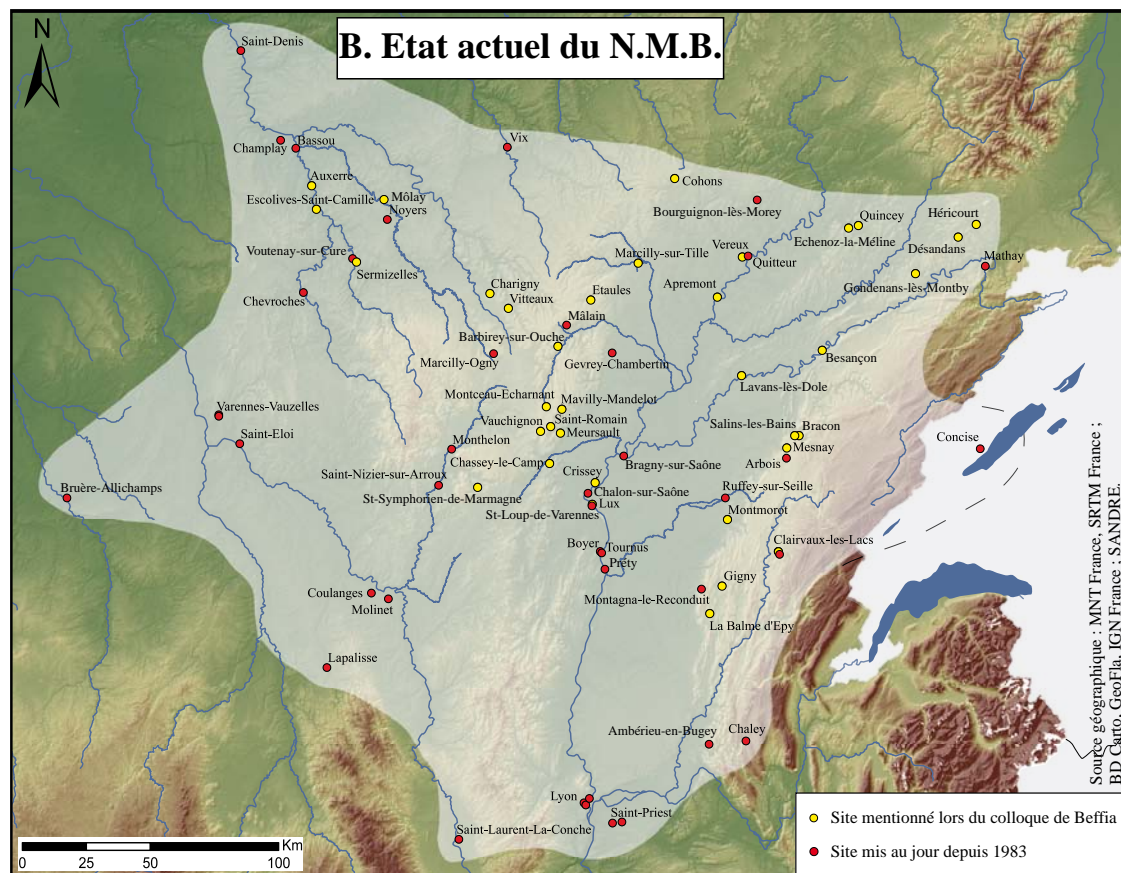 B. Etat actuel du N.M.B.
N
Saint-Denis
Champlay
Bassou
Vix
Auxerre
Escolives-Saint-Camille
Môlay
Noyers
Cohons
Bourguignon-lès-Morey
Quincey
Echenoz-la-Méline
Héricourt
Désandans
Mathay
Voutenay-sur-Cure
Sermizelles
Marcilly-sur-Tille
Vereux
Quitteur
Gondenans-lès-Montby
Chevroches
Charigny
Vitteaux
Etaules
Apremont
Mâlain
Barbirey-sur-Ouche
Marcilly-Ogny
Gevrey-Chambertin
Besançon
Lavans-lès-Dole
Varennes-Vauzelles
Saint-Eloi
Montceau-Echarnant
Mavilly-Mandelot
Saint-Romain
Vauchignon
Meursault
Salins-les-Bains
Bracon
Mesnay
Arbois
Concise
Monthelon
Chassey-le-Camp
Bragny-sur-Saône
Bruère-Allichamps
Saint-Nizier-sur-Arroux
St-Symphorien-de-Marmagne
Crissey
Chalon-sur-Saône
Lux
St-Loup-de-Varennes
Ruffey-sur-Seille
Montmorot
Boyer
Tournus
Préty
Clairvaux-les-Lacs
Coulanges
Molinet
Gigny
Montagna-le-Reconduit
La Balme d'Epy
Lapalisse
Ambérieu-en-Bugey
Chaley
Lyon
Saint-Priest
Saint-Laurent-La-Conche
Km
0 25 50 100
Site mentionné lors du colloque de Beffia
Site mis au jour depuis 1983
Source géographique : MNT France, SRTM France ;
BD Carto, GeoFla, IGN France ; SANDRE.